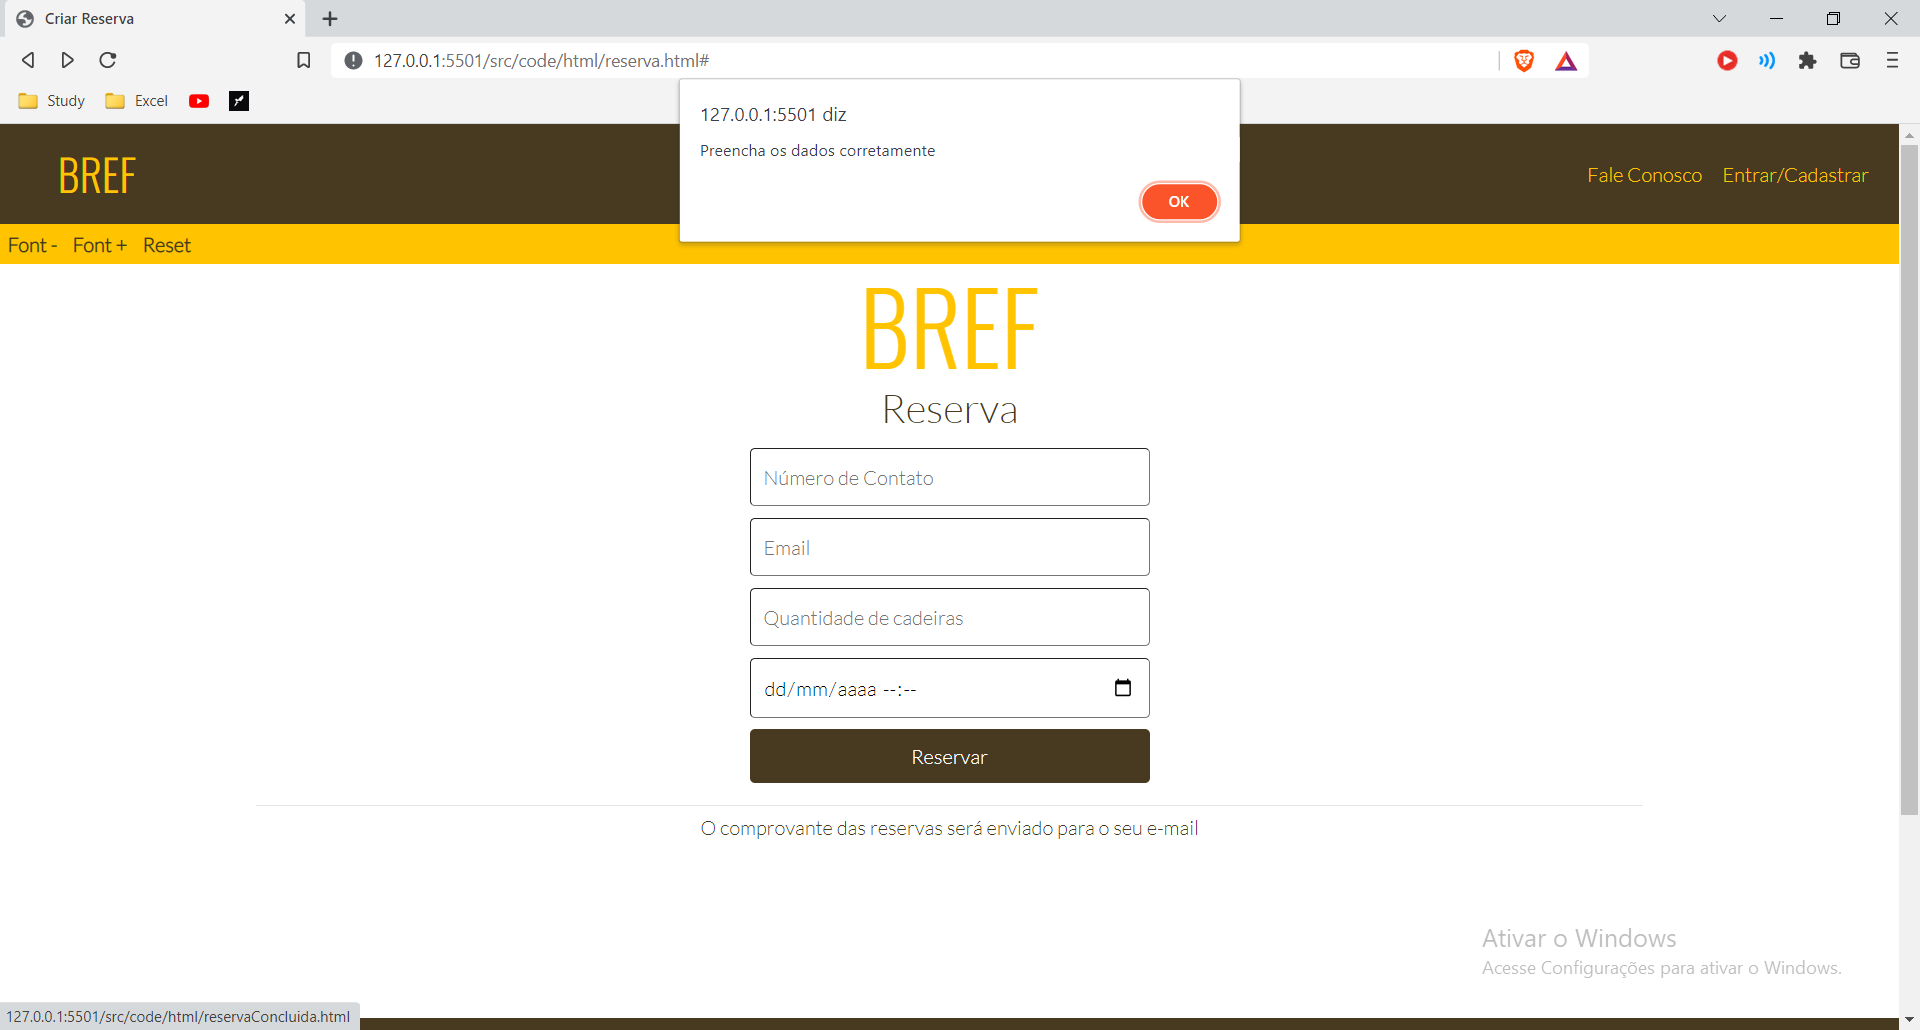 Criar Reserva
127.0.0.1:5501/src/code/html/reserva.html#
Study Excel
127.0.0.1:5501 diz
Preencha os dados corretamente
OK
BREF
Fale Conosco Entrar/Cadastrar
Font - Font + Reset
BREF
Reserva
Número de Contato
Email
Quantidade de cadeiras
dd/mm/aaaa --:--
Reservar
O comprovante das reservas será enviado para o seu e-mail
Ativar o Windows
Acesse Configurações para ativar o Windows.
127.0.0.1:5501/src/code/html/reservaConcluida.html